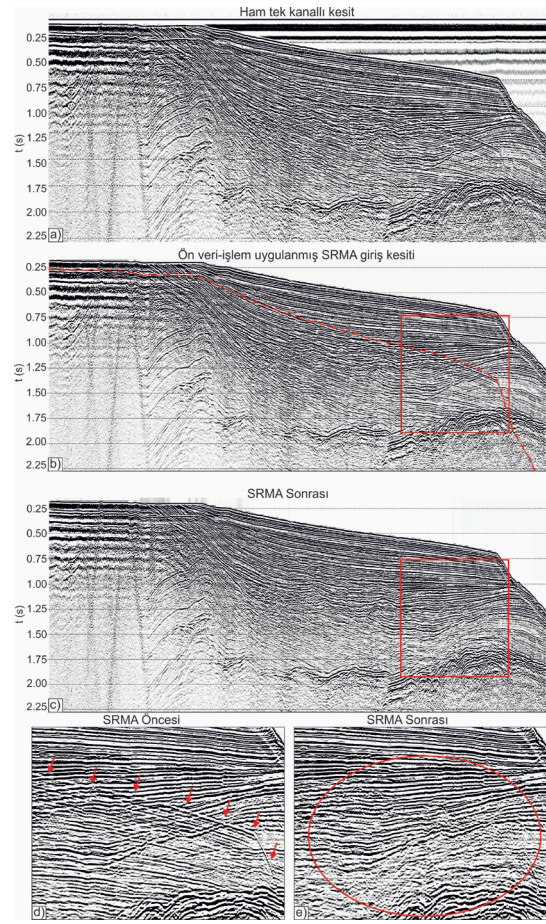 Ham tek kanallı kesit
0.25
0.50
0.75
1.00
1.25
1.50
1.75
2.00
2.25
t (s)
a)
Ön veri-işlem uygulanmış SRMA giriş kesiti
0.25
0.50
0.75
1.00
1.25
1.50
1.75
2.00
2.25
t (s)
b)
SRMA Sonrası
0.25
0.50
0.75
1.00
1.25
1.50
1.75
2.00
2.25
t (s)
c)
SRMA Öncesi
d)
SRMA Sonrası
e)